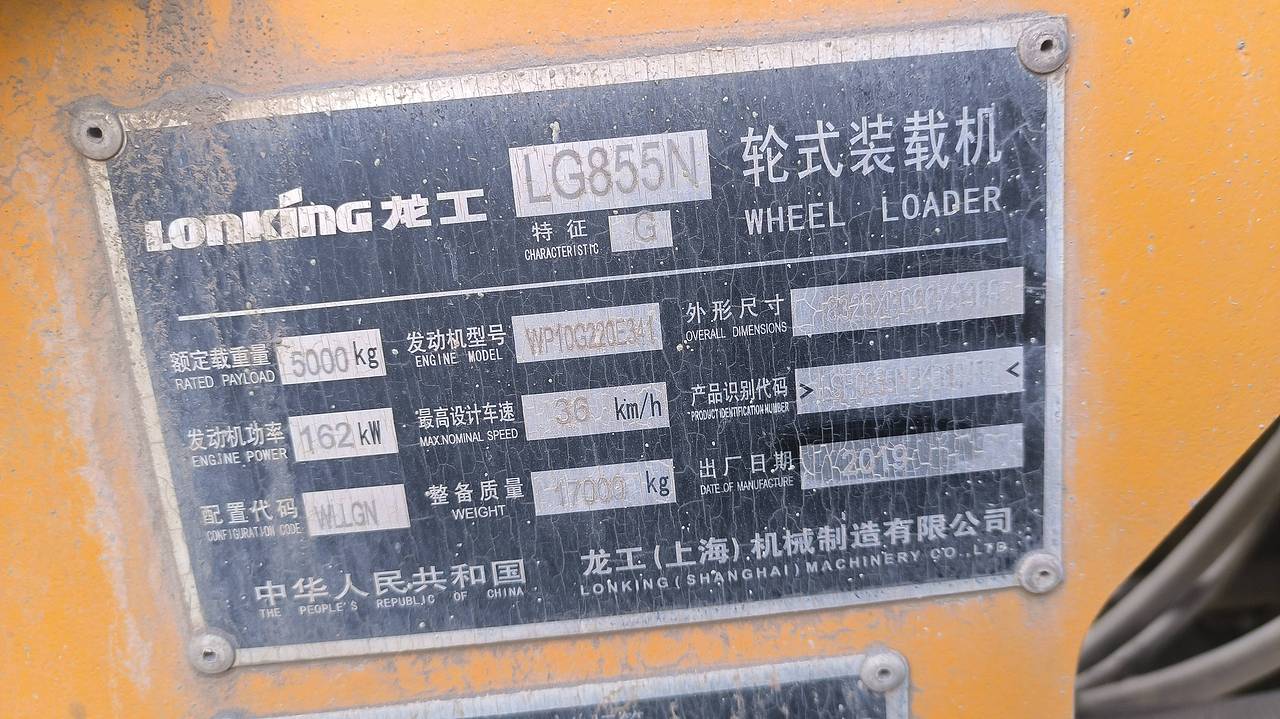 LONKING 龙工
LG855N
特征
CHARACTERISTIC
G
轮式装载机
WHEEL LOADER
额定载重量
RATED PAYLOAD
5000 kg
发动机型号
ENGINE MODEL
WP10G220E341
外形尺寸
OVERALL DIMENSIONS
发动机功率
ENGINE POWER
162 kW
最高设计车速
MAX.NOMINAL SPEED
36 km/h
产品识别代码
PRODUCT IDENTIFICATION NUMBER
> <
配置代码
CONFIGURATION CODE
整备质量
WEIGHT
17000 kg
出厂日期
DATE OF MANUFACTURE
2019
中华人民共和国
THE PEOPLE'S REPUBLIC OF CHINA
龙工(上海)机械制造有限公司
LONKING(SHANGHAI)MACHINERY CO.,LTD.